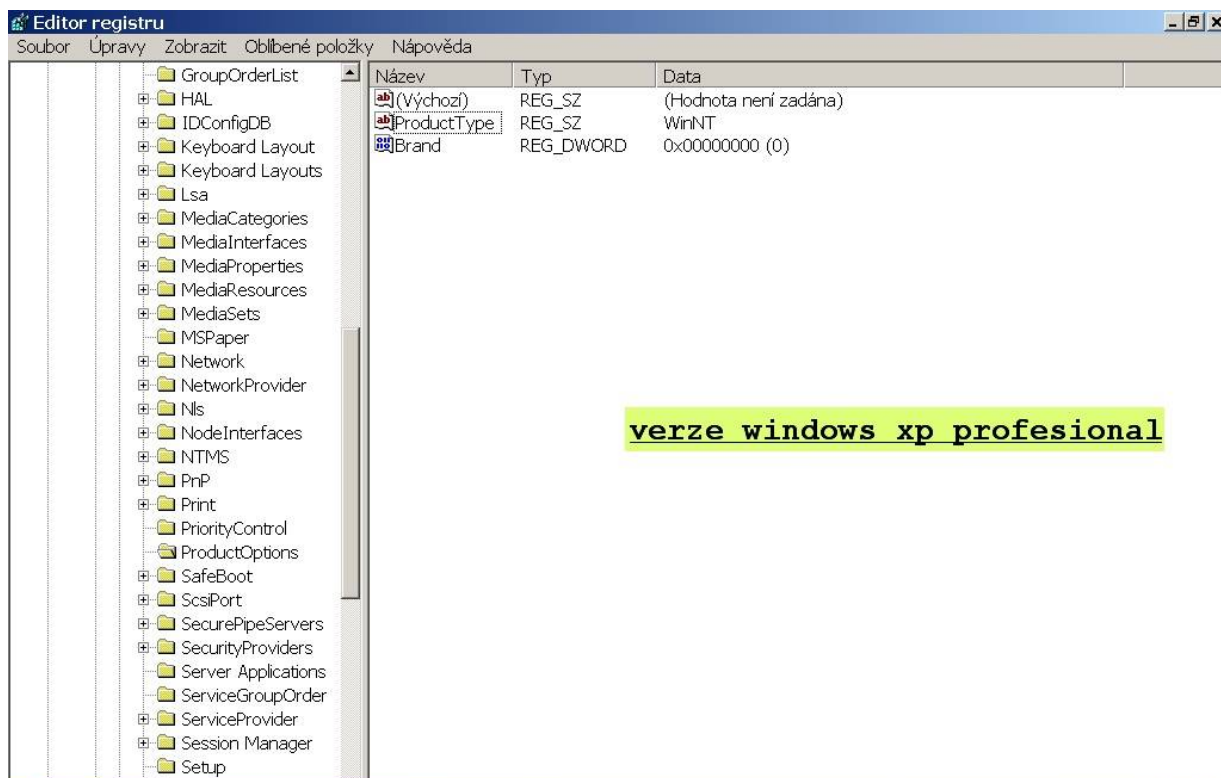 Editor registru
Soubor Úpravy Zobrazit Oblíbené položky Nápověda
GroupOrderList
HAL
IDConfigDB
Keyboard Layout
Keyboard Layouts
Lsa
MediaCategories
MediaInterfaces
MediaProperties
MediaResources
MediaSets
MSPaper
Network
NetworkProvider
Nls
NodeInterfaces
NTMS
PnP
Print
PriorityControl
ProductOptions
SafeBoot
ScsiPort
SecurePipeServers
SecurityProviders
Server Applications
ServiceGroupOrder
ServiceProvider
Session Manager
Setup
Název Typ Data
(Výchozí) REG_SZ (Hodnota není zadána)
ProductType REG_SZ WinNT
Brand REG_DWORD 0x00000000 (0)
verze windows xp profesional